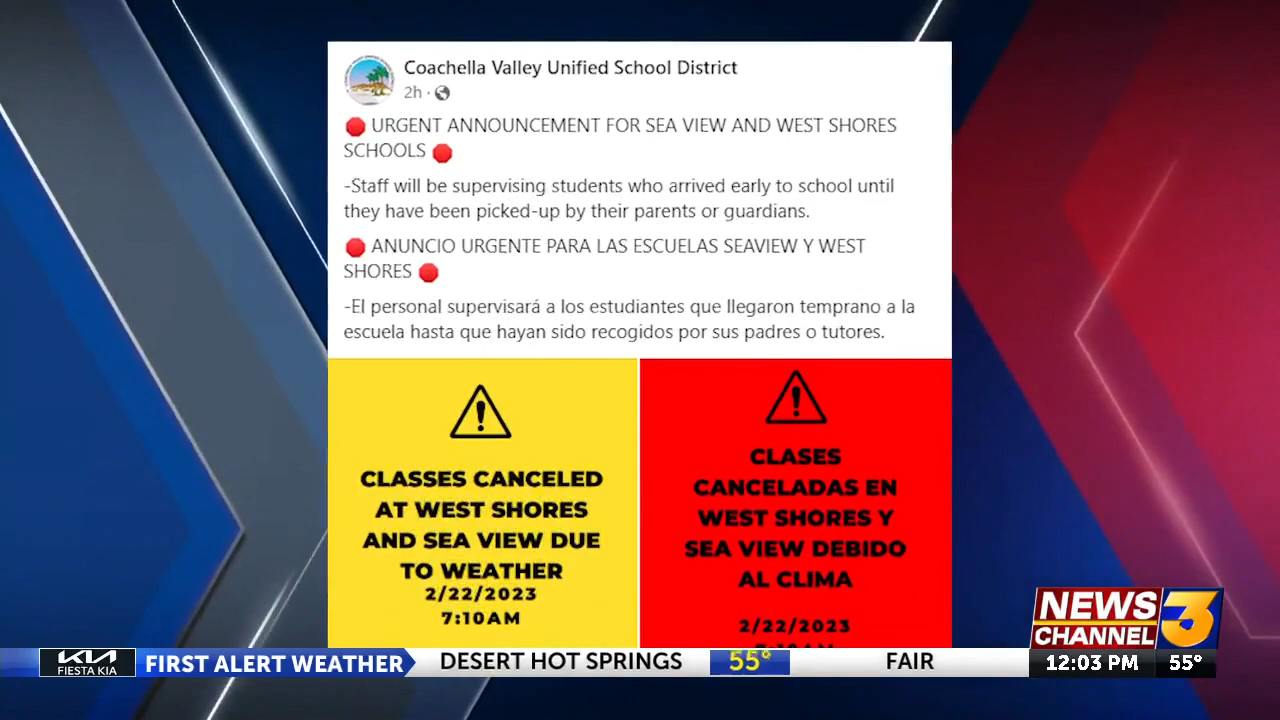 Coachella Valley Unified School District
2h ·
URGENT ANNOUNCEMENT FOR SEA VIEW AND WEST SHORES
SCHOOLS
-Staff will be supervising students who arrived early to school until
they have been picked-up by their parents or guardians.
ANUNCIO URGENTE PARA LAS ESCUELAS SEAVIEW Y WEST
SHORES
-El personal supervisará a los estudiantes que llegaron temprano a la
escuela hasta que hayan sido recogidos por sus padres o tutores.
CLASSES CANCELED
AT WEST SHORES
AND SEA VIEW DUE
TO WEATHER
2/22/2023
7:10AM
CLASES
CANCELADAS EN
WEST SHORES Y
SEA VIEW DEBIDO
AL CLIMA
2/22/2023
NEWS
CHANNEL 3
KIA
FIESTA KIA
FIRST ALERT WEATHER
DESERT HOT SPRINGS
55°
FAIR
12:03 PM
55°